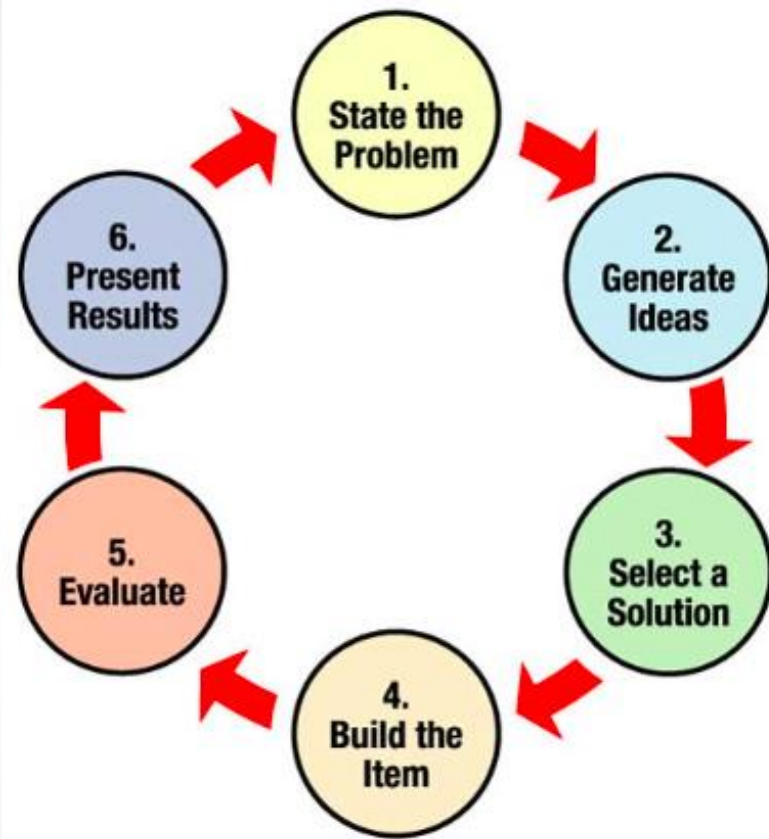 1.
State the
Problem
2.
Generate
Ideas
3.
Select a
Solution
4.
Build the
Item
5.
Evaluate
6.
Present
Results